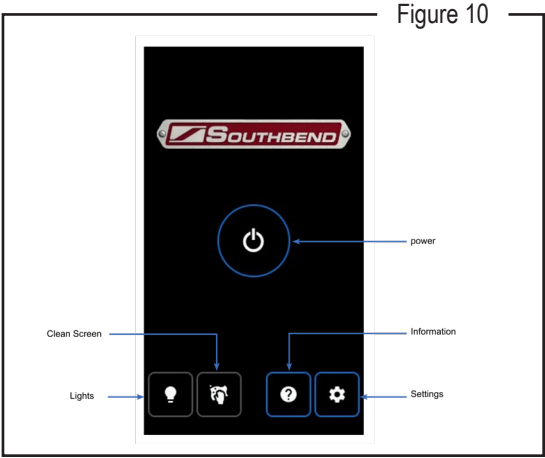 Figure 10
SOUTHBEND
power
Clean Screen
Information
Lights
?
Settings